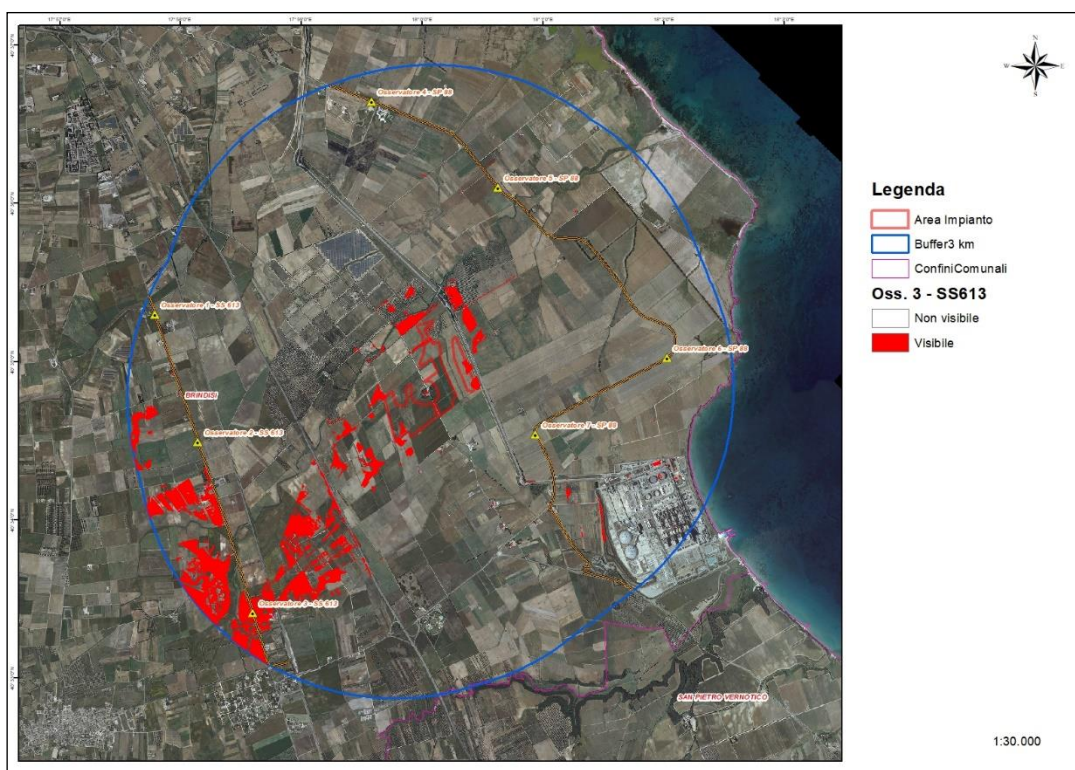 N
W E
S
Osservatore 4 - SP 88
Osservatore 5 - SP 88
Osservatore 1 - SS 613
Osservatore 6 - SP 88
BRINDISI
Osservatore 2 - SS 613
Osservatore 7 - SP 88
Osservatore 3 - SS 613
SAN PIETRO VERNOTICO
Legenda
Area Impianto
Buffer3 km
ConfiniComunali
Oss. 3 - SS613
Non visibile
Visibile
1:30.000